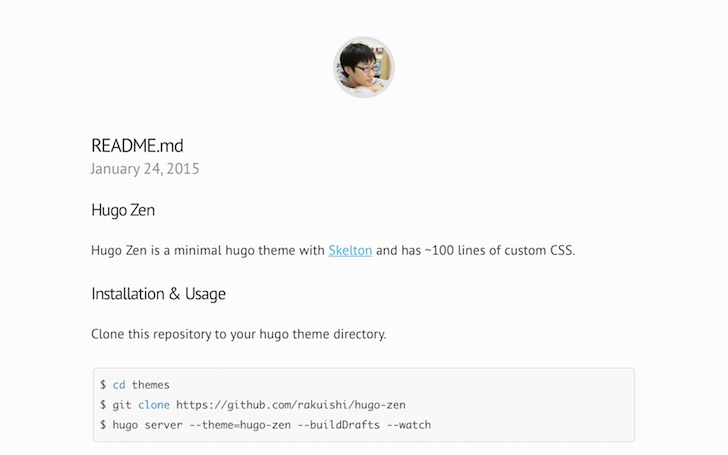 README.md
January 24, 2015
Hugo Zen
Hugo Zen is a minimal hugo theme with Skelton and has ~100 lines of custom CSS.
Installation & Usage
Clone this repository to your hugo theme directory.
$ cd themes
$ git clone https://github.com/rakuishi/hugo-zen
$ hugo server --theme=hugo-zen --buildDrafts --watch